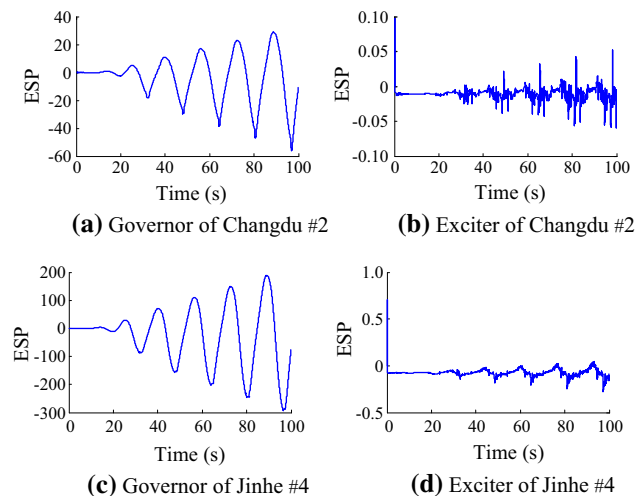 40
20
0
-20
-40
-60
ESP
0 20 40 60 80 100
Time (s)
(a) Governor of Changdu #2
0.10
0.05
0
-0.05
-0.10
ESP
0 20 40 60 80 100
Time (s)
(b) Exciter of Changdu #2
200
100
0
-100
-200
-300
ESP
0 20 40 60 80 100
Time (s)
(c) Governor of Jinhe #4
1.0
0.5
0
-0.5
ESP
0 20 40 60 80 100
Time (s)
(d) Exciter of Jinhe #4